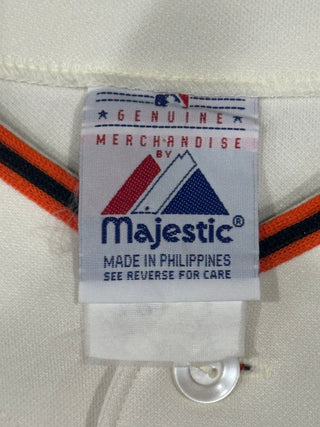 GENUINE
MERCHANDISE
BY
Majestic®
MADE IN PHILIPPINES
SEE REVERSE FOR CARE